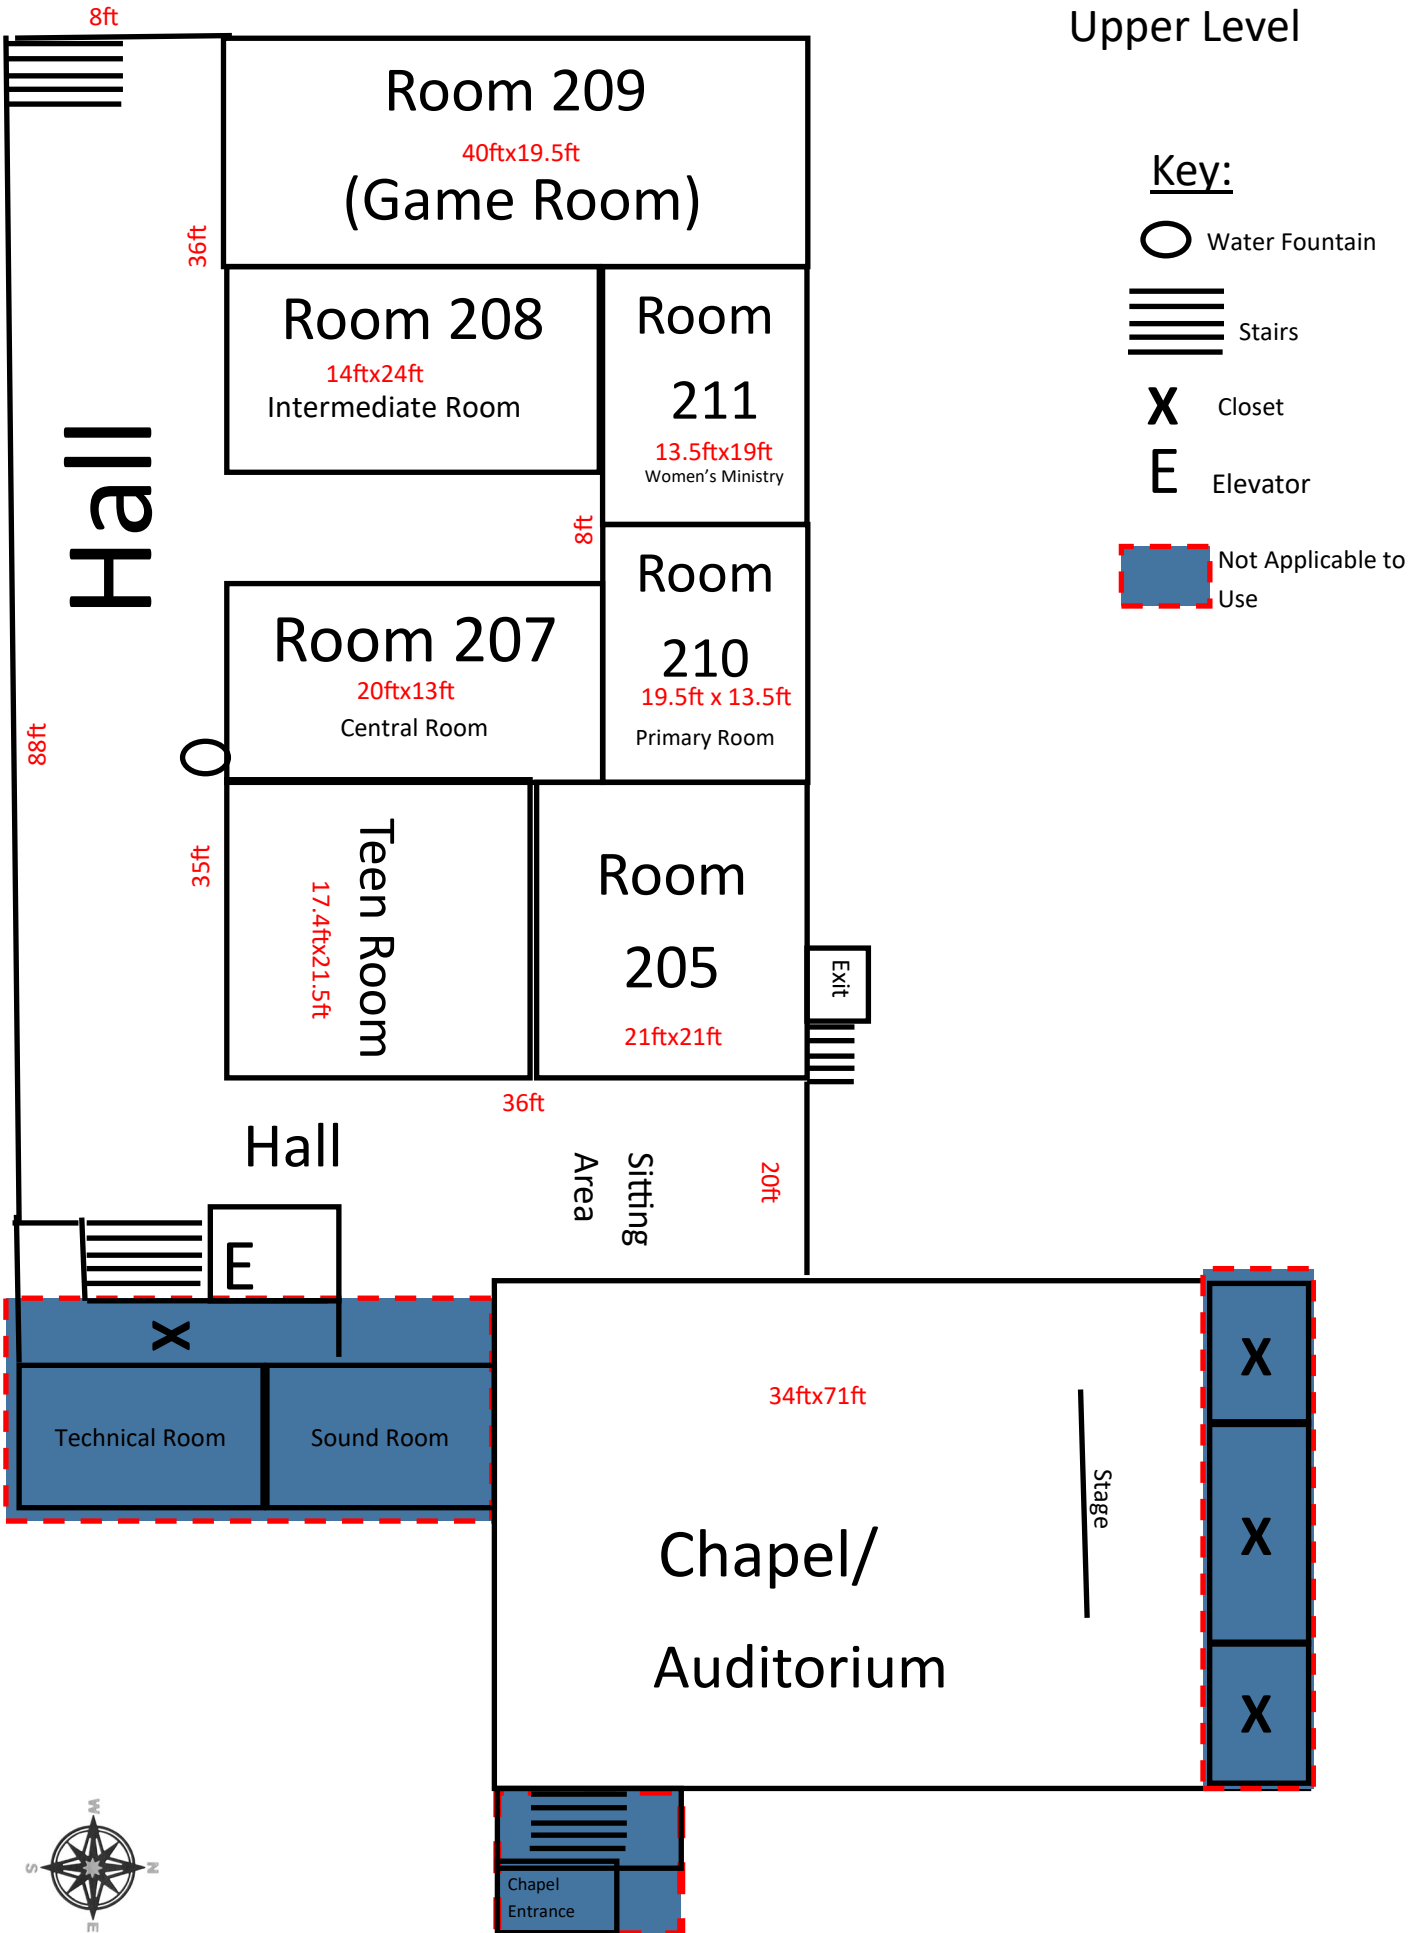 Upper Level
8ft
Room 209
40ftx19.5ft
(Game Room)
Key:
Water Fountain
Stairs
X
Closet
E
Elevator
Not Applicable to
Use
36ft
Room 208
14ftx24ft
Intermediate Room
Room
211
13.5ftx19ft
Women's Ministry
Hall
8ft
Room
210
19.5ft x 13.5ft
Primary Room
Room 207
20ftx13ft
Central Room
88ft
35ft
Teen Room
17.4ftx21.5ft
Room
205
21ftx21ft
Exit
36ft
Hall
Sitting
Area
20ft
E
X
Technical Room
Sound Room
34ftx71ft
Stage
Chapel/
Auditorium
X
X
X
Chapel
Entrance
W
S
N
E